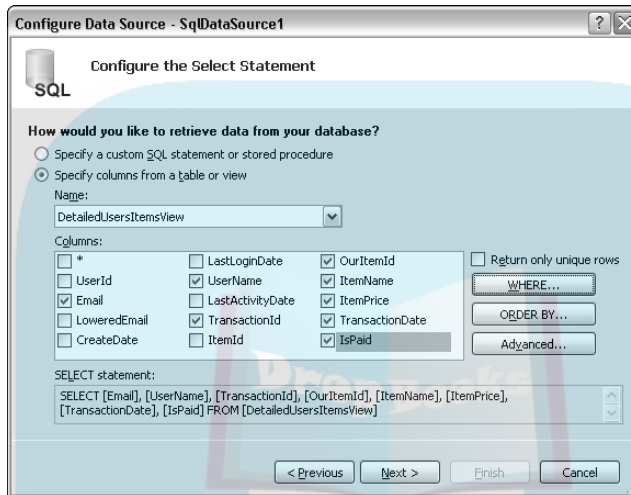 Configure Data Source - SqlDataSource1
Configure the Select Statement
SQL
How would you like to retrieve data from your database?
Specify a custom SQL statement or stored procedure
Specify columns from a table or view
Name:
DetailedUsersItemsView
Columns:
* LastLoginDate OurItemId Return only unique rows
UserId UserName ItemName WHERE...
Email LastActivityDate ItemPrice
LoweredEmail TransactionId TransactionDate ORDER BY...
CreateDate ItemId IsPaid Advanced...
SELECT statement:
SELECT [Email], [UserName], [TransactionId], [OurItemId], [ItemName], [ItemPrice],
[TransactionDate], [IsPaid] FROM [DetailedUsersItemsView]
< Previous Next > Finish Cancel